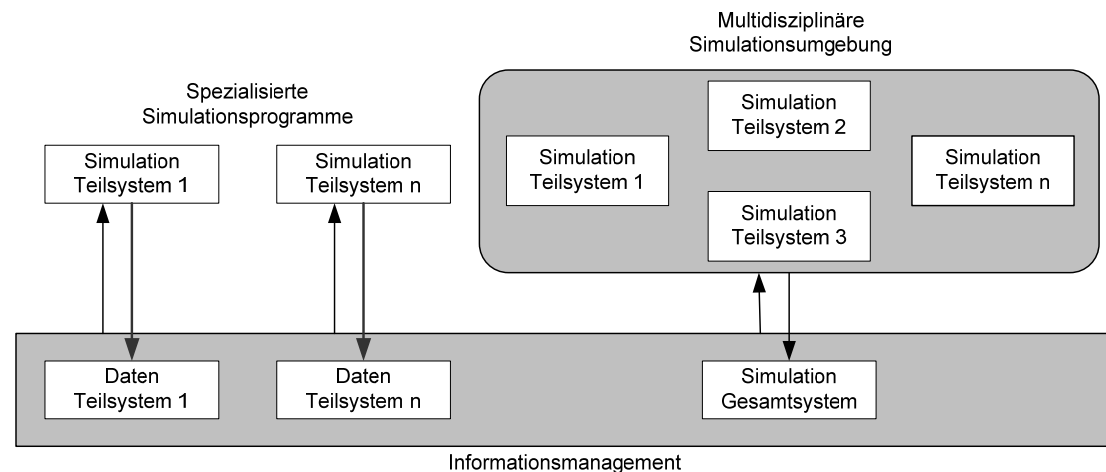 Multidisziplinäre
Simulationsumgebung
Spezialisierte
Simulationsprogramme
Simulation
Teilsystem 1
Simulation
Teilsystem n
Simulation
Teilsystem 1
Simulation
Teilsystem 2
Simulation
Teilsystem 3
Simulation
Teilsystem n
Daten
Teilsystem 1
Daten
Teilsystem n
Simulation
Gesamtsystem
Informationsmanagement